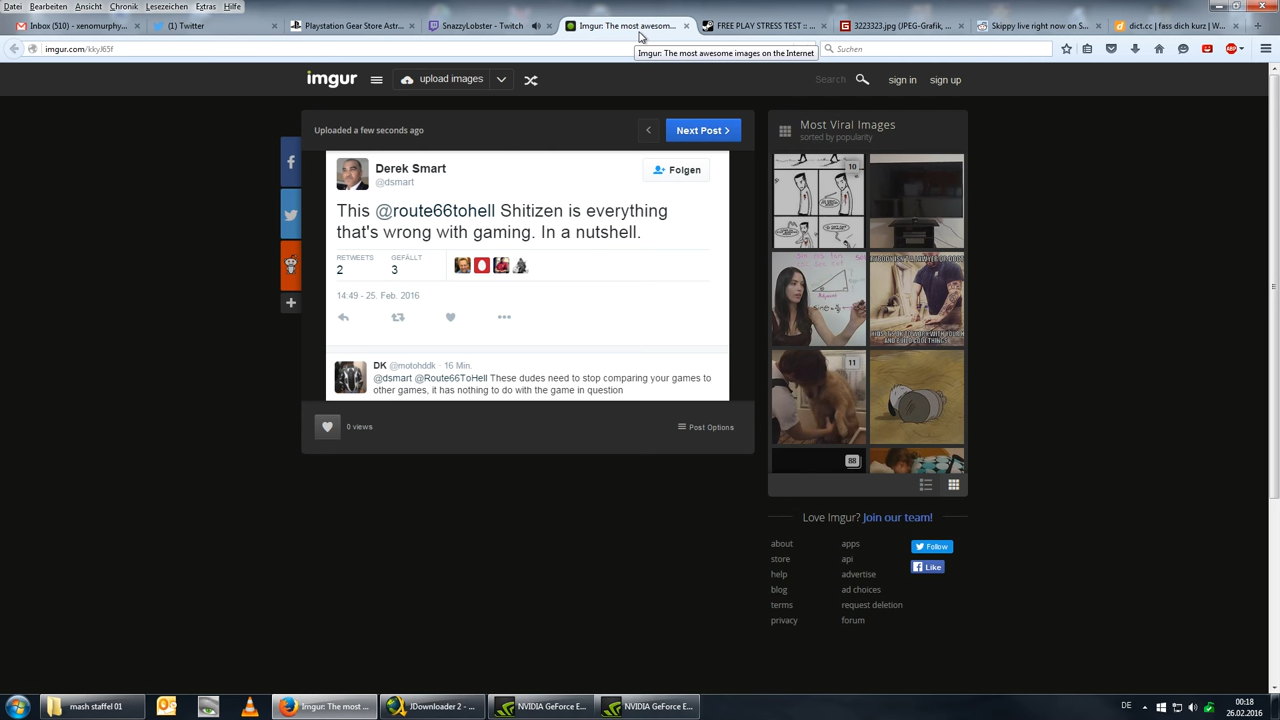 Datei Bearbeiten Ansicht Chronik Lesezeichen Extras Hilfe
Inbox (510) - xenomurphy...
(1) Twitter
Playstation Gear Store Astr...
SnazzyLobster - Twitch
Imgur: The most awesom...
FREE PLAY STRESS TEST :: ...
3223323.jpg (JPEG-Grafik, ...
Skippy live right now on S...
dict.cc | fass dich kurz | W...
imgur.com/kkyJ65f
Suchen
Imgur: The most awesome images on the Internet
imgur
upload images
Search
sign in
sign up
Uploaded a few seconds ago
Next Post
Derek Smart
@dsmart
Folgen
This @route66tohell Shitizen is everything
that's wrong with gaming. In a nutshell.
RETWEETS
2
GEFÄLLT
3
14:49 - 25. Feb. 2016
DK @motohddk · 16 Min.
@dsmart @Route66ToHell These dudes need to stop comparing your games to
other games, it has nothing to do with the game in question
0 views
Post Options
Most Viral Images
sorted by popularity
10
11
88
Love Imgur? Join our team!
about
apps
Follow
store
api
Like
help
advertise
blog
ad choices
terms
request deletion
privacy
forum
mash staffel 01
Imgur: The most ...
JDownloader 2 - ...
NVIDIA GeForce E...
NVIDIA GeForce E...
DE
00:18
26.02.2016